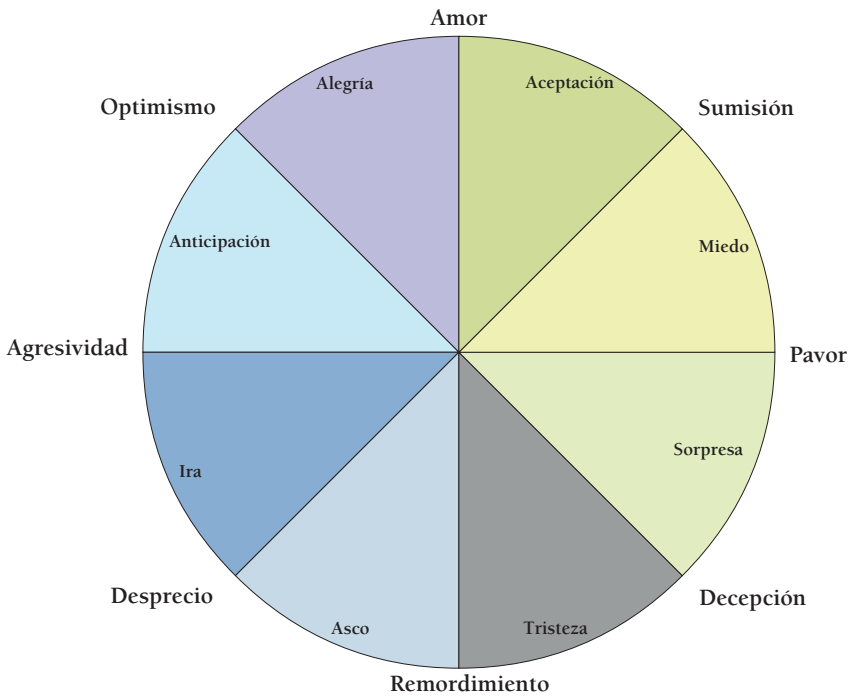 Amor
Alegría
Aceptación
Optimismo
Sumisión
Anticipación
Miedo
Agresividad
Pavor
Ira
Sorpresa
Desprecio
Decepción
Asco
Tristeza
Remordimiento